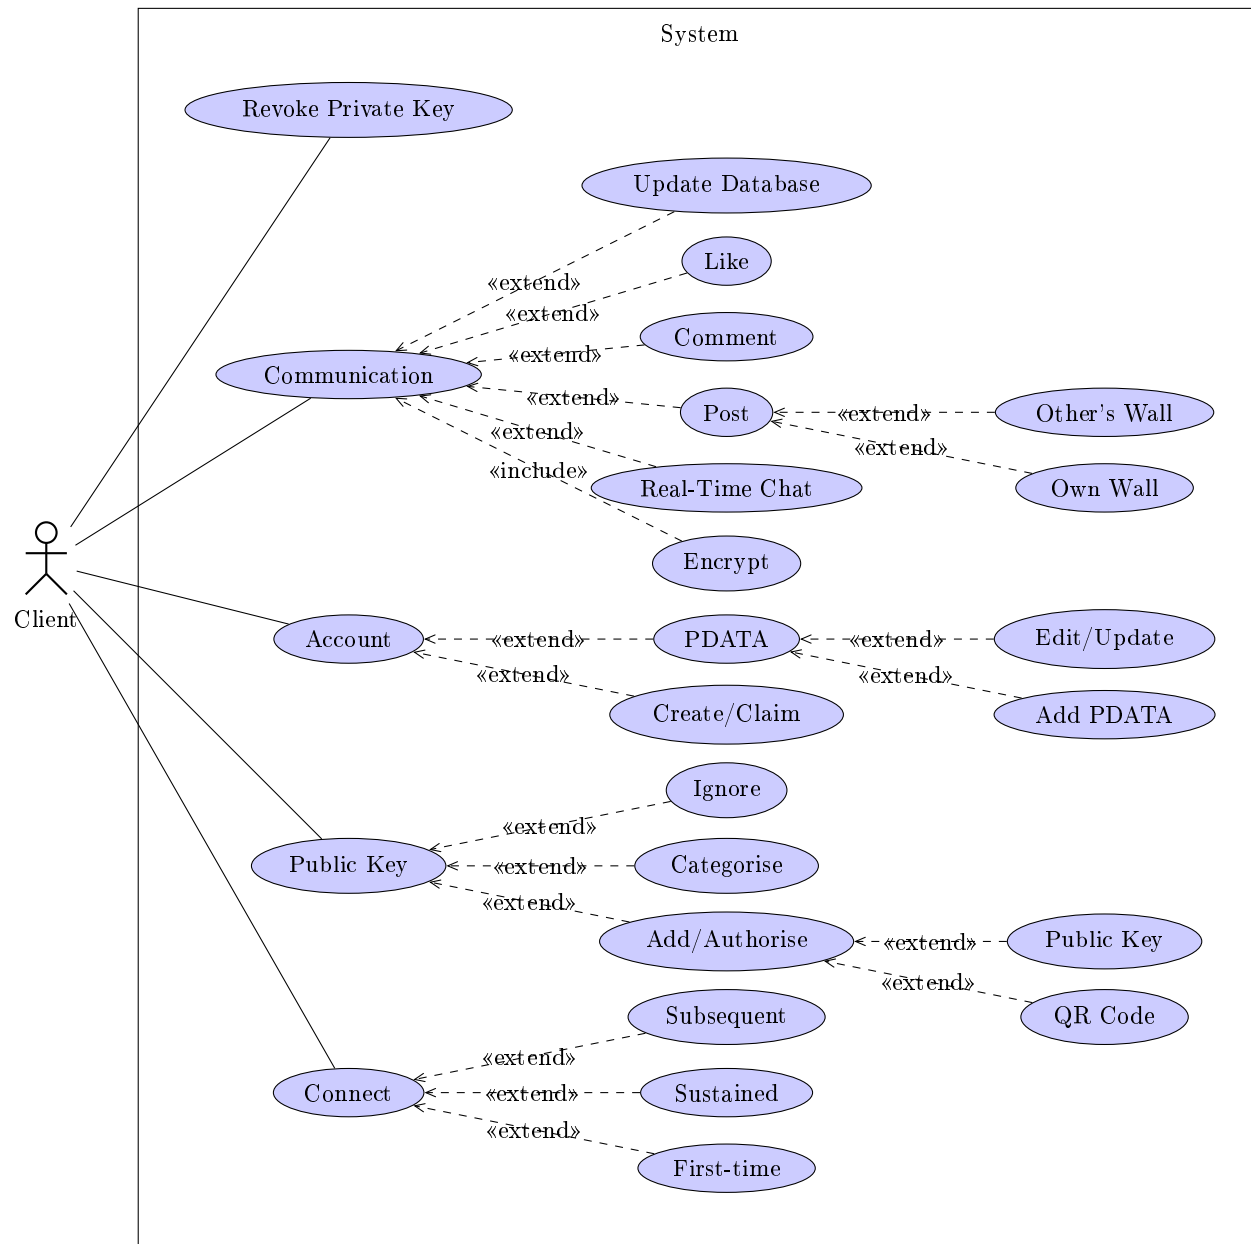 System
Revoke Private Key
Update Database
Like
«extend»
«extend»
Comment
«extend»
Communication
«extend»
Post
«extend»
Other's Wall
«extend»
«extend»
«include»
Real-Time Chat
Own Wall
Encrypt
Client
Account
«extend»
PDATA
«extend»
Edit/Update
«extend»
«extend»
Create/Claim
Add PDATA
Ignore
«extend»
Public Key
«extend»
Categorise
«extend»
Add/Authorise
«extend»
Public Key
«extend»
Subsequent
QR Code
«extend»
Connect
«extend»
Sustained
«extend»
First-time